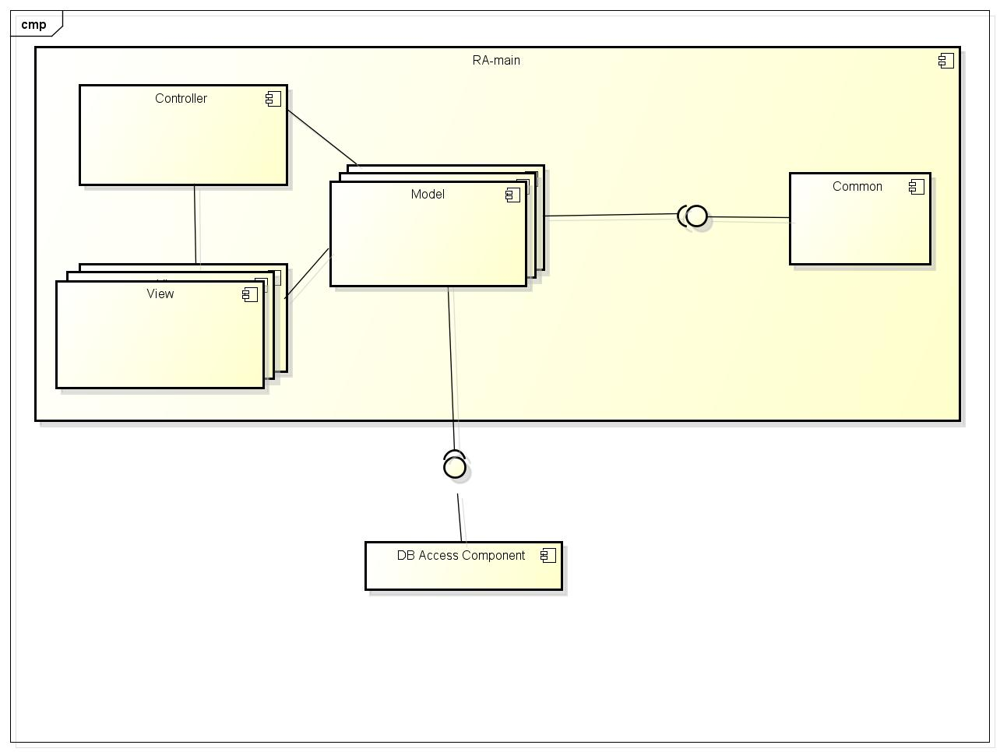 cmp
RA-main
Controller
Model
Common
View
DB Access Component